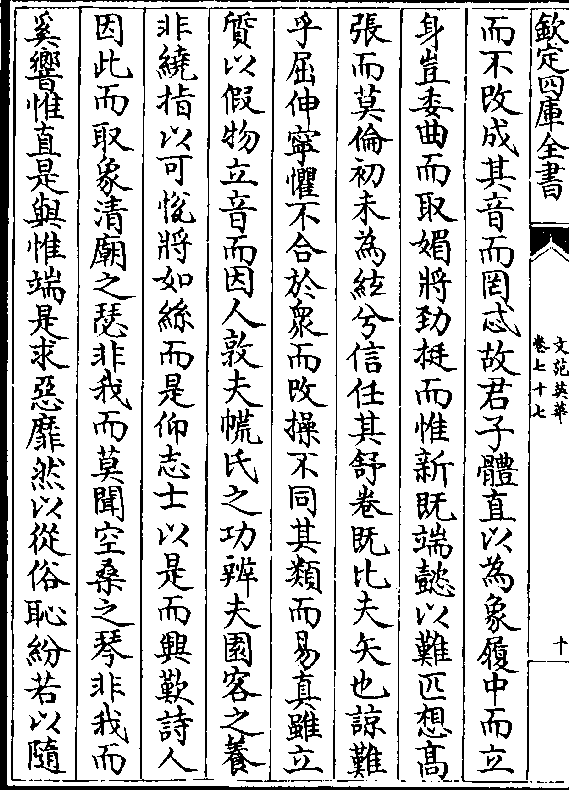 欽定四庫全書
文苑英華
卷七十七
十
而不改成其音而罔忒故君子體直以為象履中而立
身豈委曲而取媚將勁挺而惟新既端懿以難匹想髙
張而莫倫初未為絃兮信任其舒卷既比夫矢也諒難
乎屈伸寧懼不合於衆而改操不同其類而易真雖立
質以假物立音而因人敦夫㡛氏之功辨夫園客之養
非繞指以可悛將如絲而是仰志士以是而興歎詩人
因此而取象清廟之瑟非我而莫聞空桑之琴非我而
奚響惟直是與惟端是求惡靡然以從俗恥紛若以隨